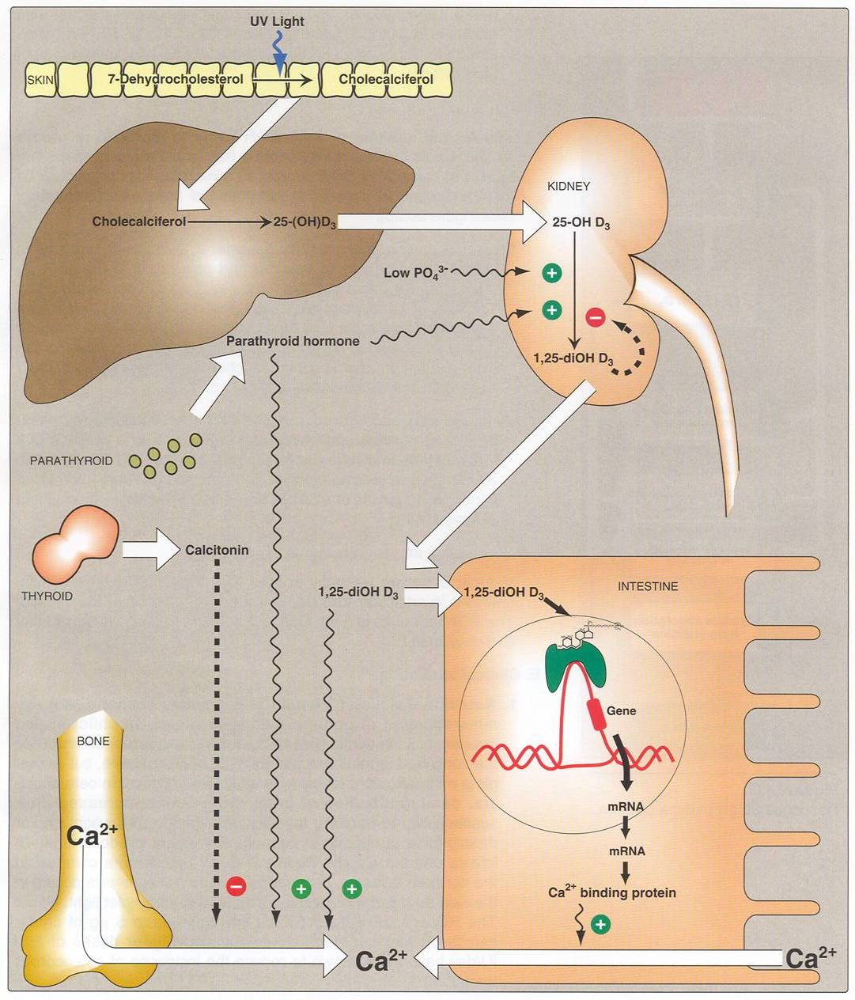 UV Light
SKIN
7-Dehydrocholesterol
Cholecalciferol
KIDNEY
Cholecalciferol
25-(OH)D3
25-OH D3
Low PO4 3-
+
+
−
Parathyroid hormone
1,25-diOH D3
PARATHYROID
Calcitonin
THYROID
1,25-diOH D3
1,25-diOH D3
INTESTINE
Gene
BONE
mRNA
Ca2+
mRNA
−
+
+
Ca2+ binding protein
+
Ca2+
Ca2+